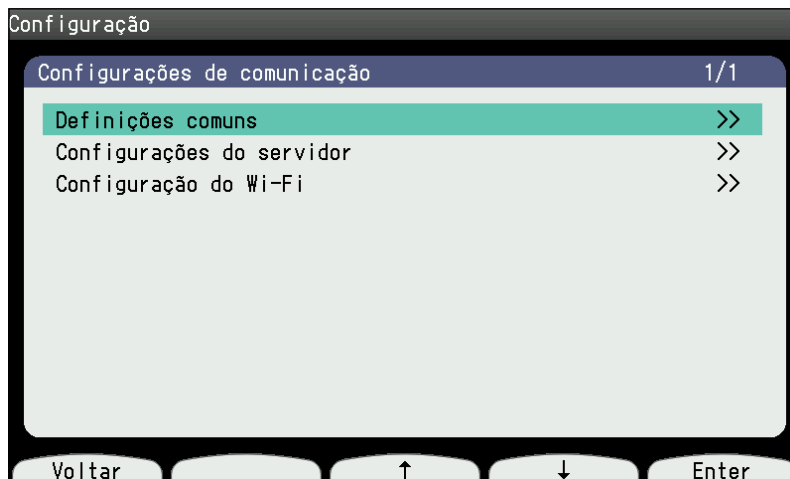 Configuração
Configurações de comunicação 1/1
Definições comuns >>
Configurações do servidor >>
Configuração do Wi-Fi >>
Voltar ↑ ↓ Enter